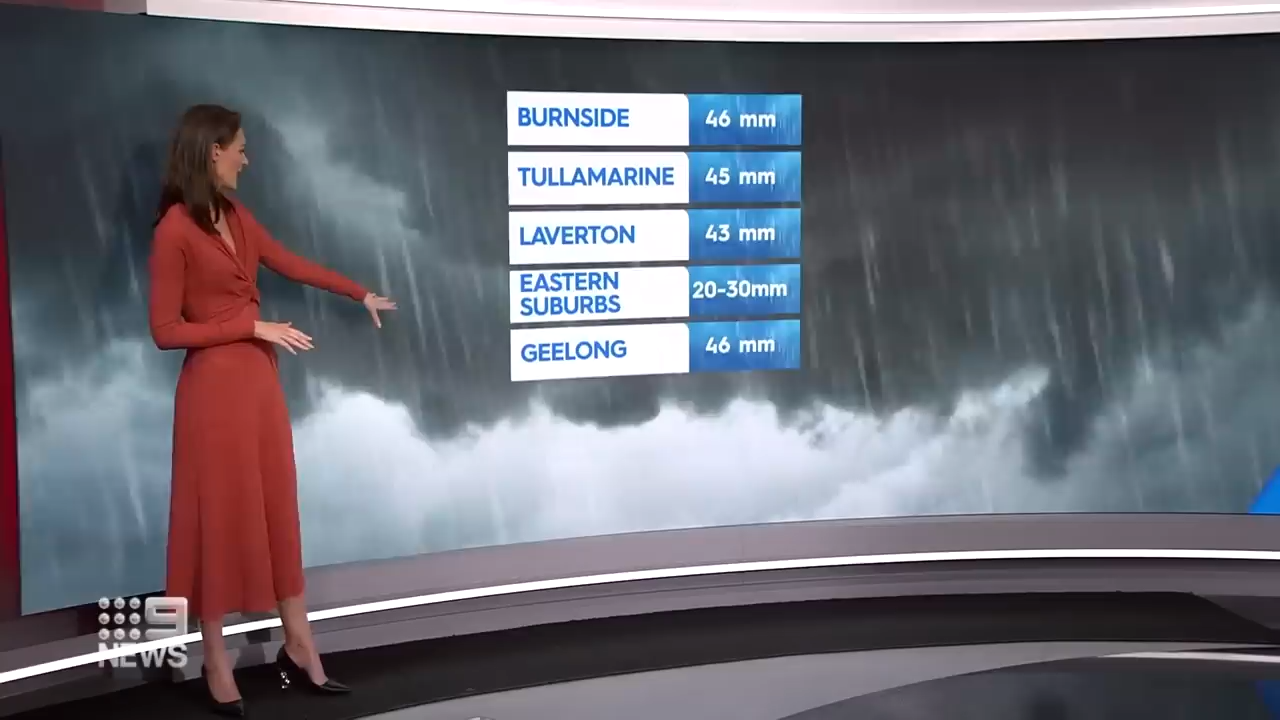 BURNSIDE 46 mm
TULLAMARINE 45 mm
LAVERTON 43 mm
EASTERN
SUBURBS 20-30mm
GEELONG 46 mm
9
NEWS